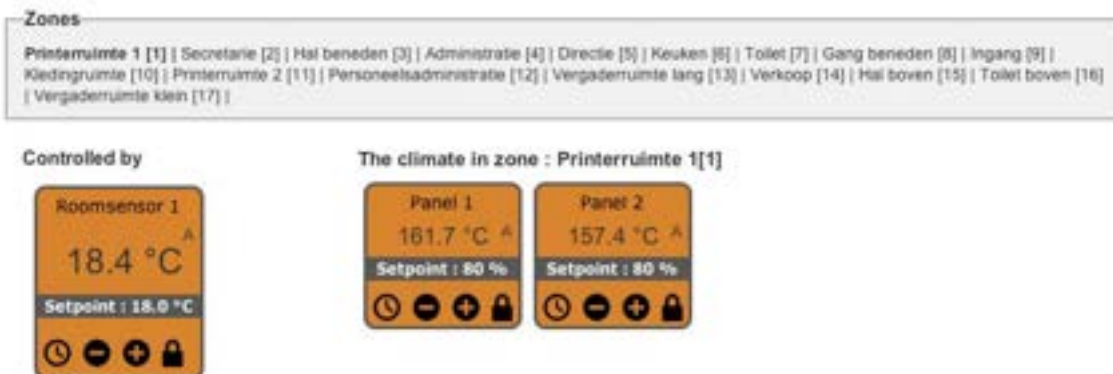 Zones
Printerruimte 1 [1] | Secretarie [2] | Hal beneden [3] | Administratie [4] | Directie [5] | Keuken [6] | Toilet [7] | Gang beneden [8] | Ingang [9] |
Kledingruimte [10] | Printerruimte 2 [11] | Personeelsadministratie [12] | Vergaderruimte lang [13] | Verkoop [14] | Hal boven [15] | Toilet boven [16]
| Vergaderruimte klein [17] |
Controlled by
Roomsensor 1
A
18.4 °C
Setpoint : 18.0 °C
The climate in zone : Printerruimte 1[1]
Panel 1
161.7 °C A
Setpoint : 80 %
Panel 2
157.4 °C A
Setpoint : 80 %